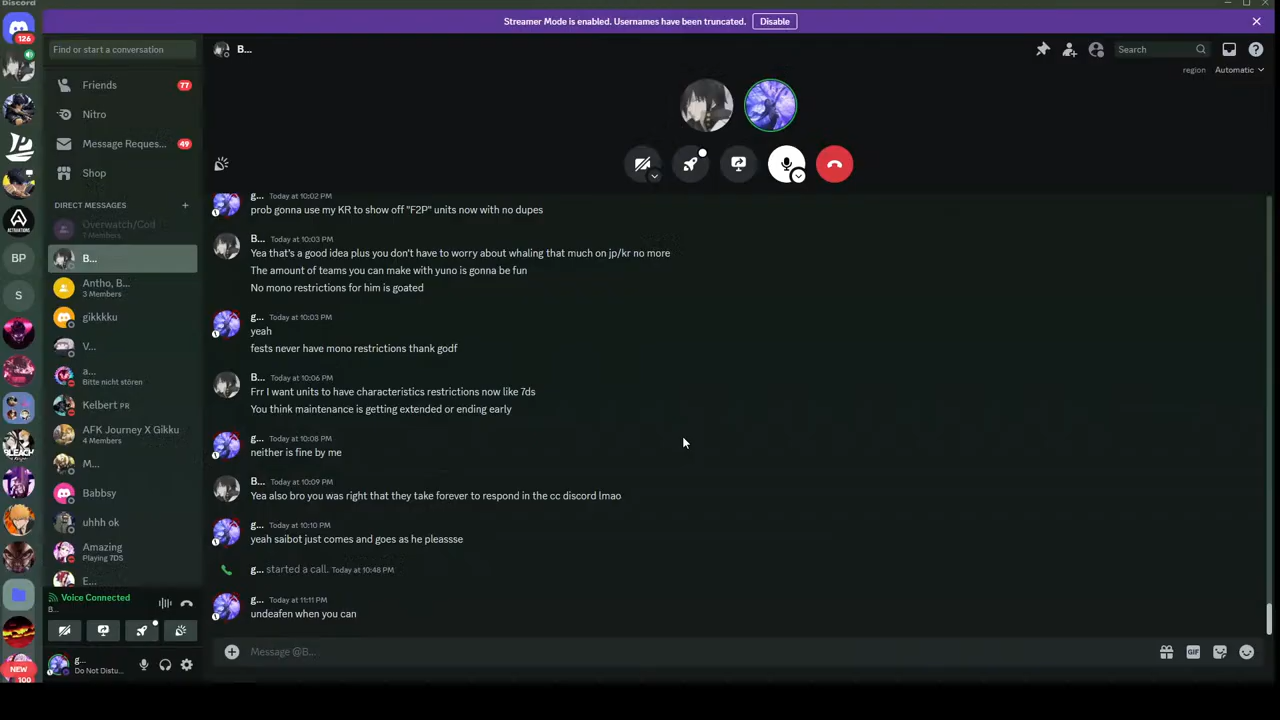 Discord
Streamer Mode is enabled. Usernames have been truncated.
Disable
126
Find or start a conversation
B...
Search
region
Automatic
Friends
77
Nitro
Message Reques...
49
Shop
DIRECT MESSAGES
Overwatch/Cod
Members
B...
Antho, B...
3 Members
gikkkku
V...
a...
Bitte nicht stören
Kelbert PR
AFK Journey X Gikku
4 Members
M...
Babbsy
uhhh ok
Amazing
Playing 7DS
E...
BP
S
BLEACH
NEW
100
Voice Connected
B...
g...
Do Not Distu...
g... Today at 10:02 PM
prob gonna use my KR to show off "F2P" units now with no dupes
B... Today at 10:03 PM
Yea that's a good idea plus you don't have to worry about whaling that much on jp/kr no more
The amount of teams you can make with yuno is gonna be fun
No mono restrictions for him is goated
g... Today at 10:03 PM
yeah
fests never have mono restrictions thank godf
B... Today at 10:06 PM
Frr I want units to have characteristics restrictions now like 7ds
You think maintenance is getting extended or ending early
g... Today at 10:08 PM
neither is fine by me
B... Today at 10:09 PM
Yea also bro you was right that they take forever to respond in the cc discord lmao
g... Today at 10:10 PM
yeah saibot just comes and goes as he pleassse
g... started a call. Today at 10:48 PM
g... Today at 11:11 PM
undeafen when you can
Message @B...
GIF